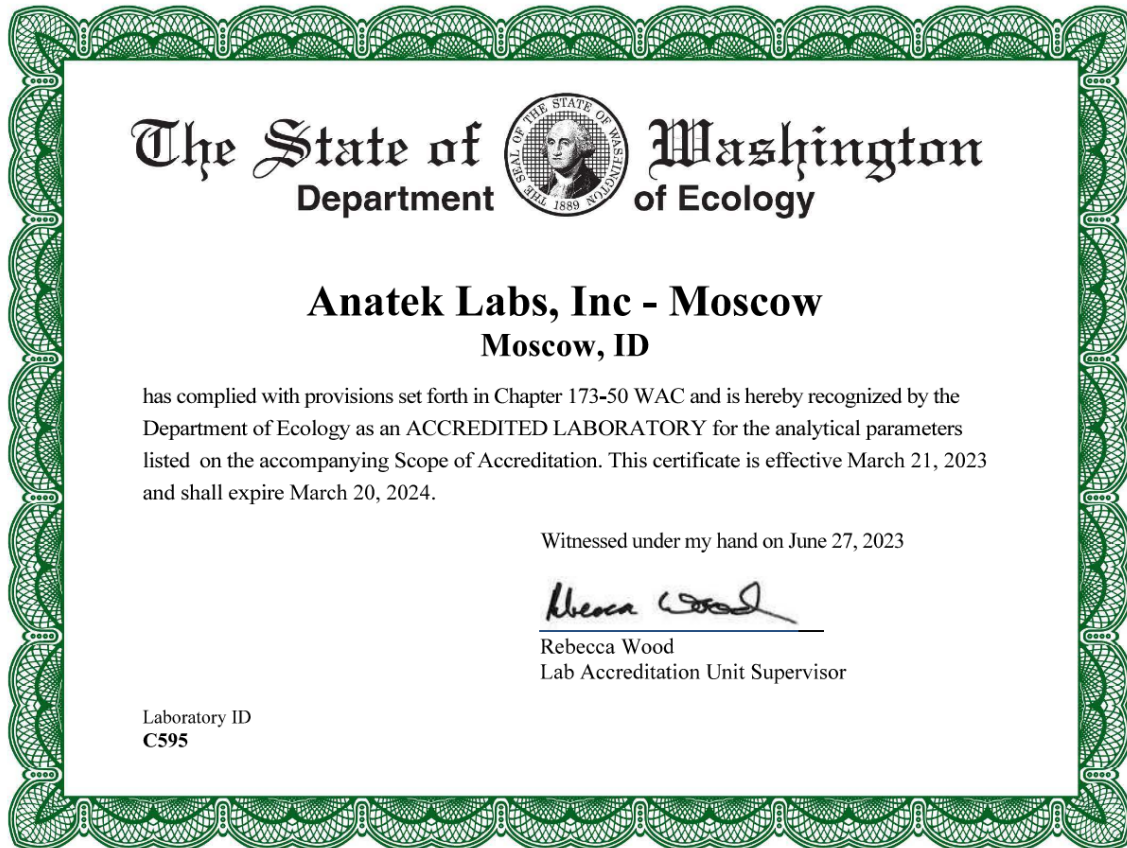 The State of Washington
Department of Ecology
THE SEAL OF THE STATE OF WASHINGTON
1889
Anatek Labs, Inc - Moscow
Moscow, ID
has complied with provisions set forth in Chapter 173-50 WAC and is hereby recognized by the
Department of Ecology as an ACCREDITED LABORATORY for the analytical parameters
listed on the accompanying Scope of Accreditation. This certificate is effective March 21, 2023
and shall expire March 20, 2024.
Witnessed under my hand on June 27, 2023
Rebecca Wood
Rebecca Wood
Lab Accreditation Unit Supervisor
Laboratory ID
C595